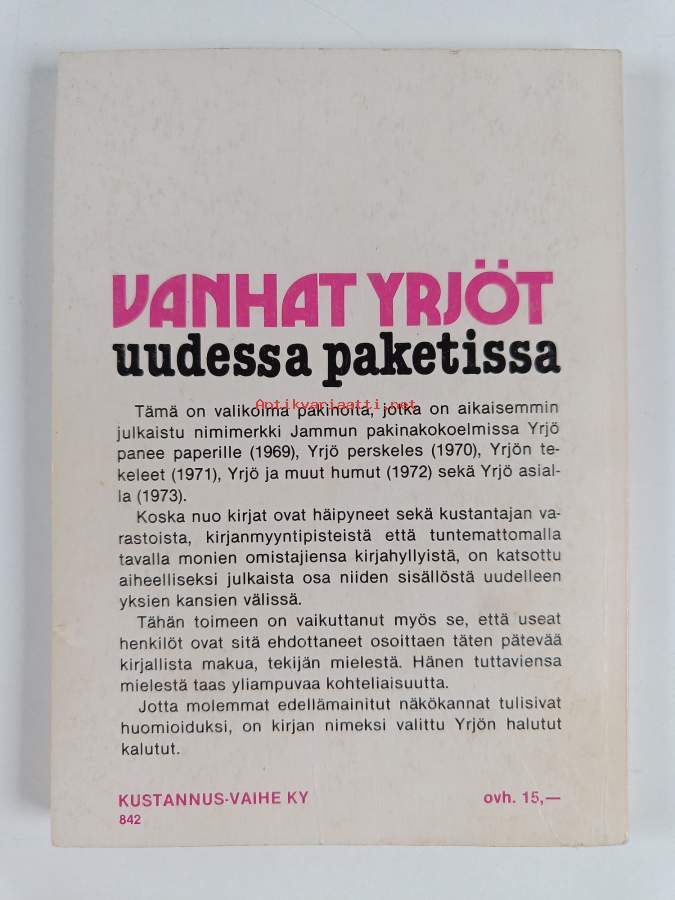 VANHAT YRJÖT
uudessa paketissa
Antikvariaatti.net
Tämä on valikoima pakinoita, jotka on aikaisemmin
julkaistu nimimerkki Jammun pakinakokoelmissa Yrjö
panee paperille (1969), Yrjö perskeles (1970), Yrjön te-
keleet (1971), Yrjö ja muut humut (1972) sekä Yrjö asial-
la (1973).
Koska nuo kirjat ovat häipyneet sekä kustantajan va-
rastoista, kirjanmyyntipisteistä että tuntemattomalla
tavalla monien omistajiensa kirjahyllyistä, on katsottu
aiheelliseksi julkaista osa niiden sisällöstä uudelleen
yksien kansien välissä.
Tähän toimeen on vaikuttanut myös se, että useat
henkilöt ovat sitä ehdottaneet osoittaen täten pätevää
kirjallista makua, tekijän mielestä. Hänen tuttaviensa
mielestä taas yliampuvaa kohteliaisuutta.
Jotta molemmat edellämainitut näkökannat tulisivat
huomioiduksi, on kirjan nimeksi valittu Yrjön halutut
kalutut.
KUSTANNUS-VAIHE KY ovh. 15,—
842